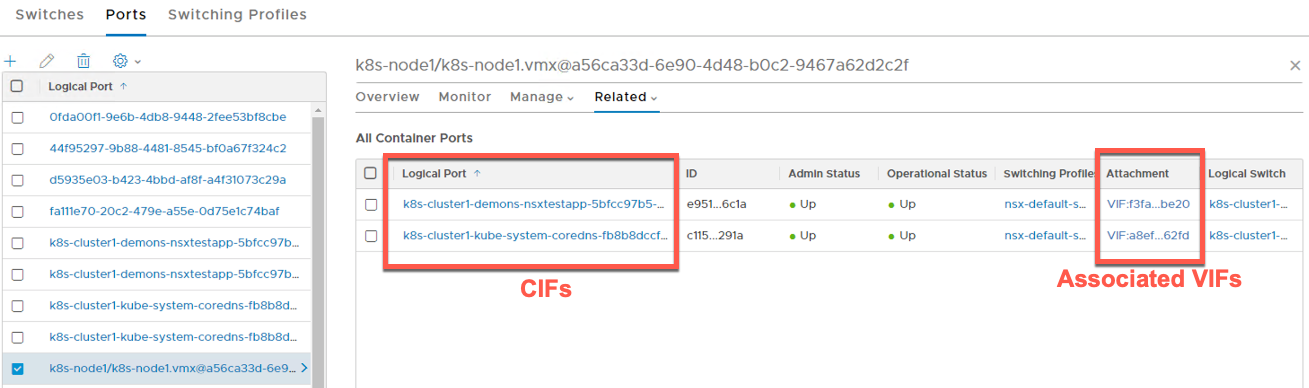 Switches Ports Switching Profiles
Logical Port ↑
0fda00f1-9e6b-4db8-9448-2fee53bf8cbe
44f95297-9b88-4481-8545-bf0a67f324c2
d5935e03-b423-4bbd-af8f-a4f31073c29a
fa111e70-20c2-479e-a55e-0d75e1c74baf
k8s-cluster1-demons-nsxtestapp-5bfcc97b...
k8s-cluster1-demons-nsxtestapp-5bfcc97b...
k8s-cluster1-kube-system-coredns-fb8b8d...
k8s-cluster1-kube-system-coredns-fb8b8d...
k8s-node1/k8s-node1.vmx@a56ca33d-6e9...
k8s-node1/k8s-node1.vmx@a56ca33d-6e90-4d48-b0c2-9467a62d2c2f
Overview Monitor Manage Related
All Container Ports
Logical Port ↑ ID Admin Status Operational Status Switching Profiles Attachment Logical Switch
k8s-cluster1-demons-nsxtestapp-5bfcc97b5-... e951...6c1a Up Up nsx-default-s... VIF:f3fa...be20 k8s-cluster1-...
k8s-cluster1-kube-system-coredns-fb8b8dccf... c115...291a Up Up nsx-default-s... VIF:a8ef...62fd k8s-cluster1-...
CIFs
Associated VIFs